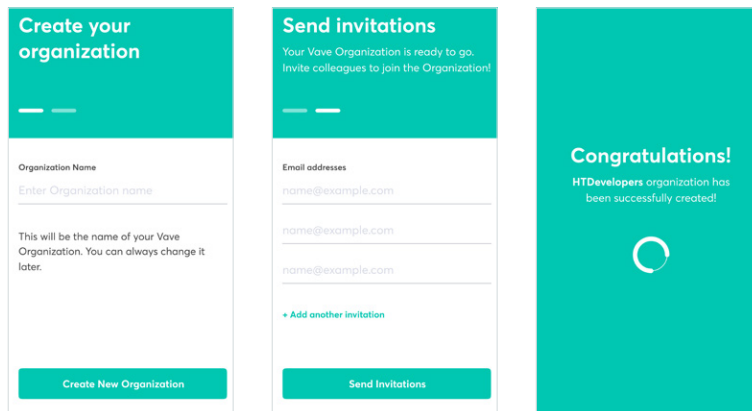 Create your
organization
Organization Name
Enter Organization name
This will be the name of your Vave
Organization. You can always change it
later.
Create New Organization
Send invitations
Your Vave Organization is ready to go.
Invite colleagues to join the Organization!
Email addresses
name@example.com
name@example.com
name@example.com
+ Add another invitation
Send Invitations
Congratulations!
HTDevelopers organization has
been successfully created!